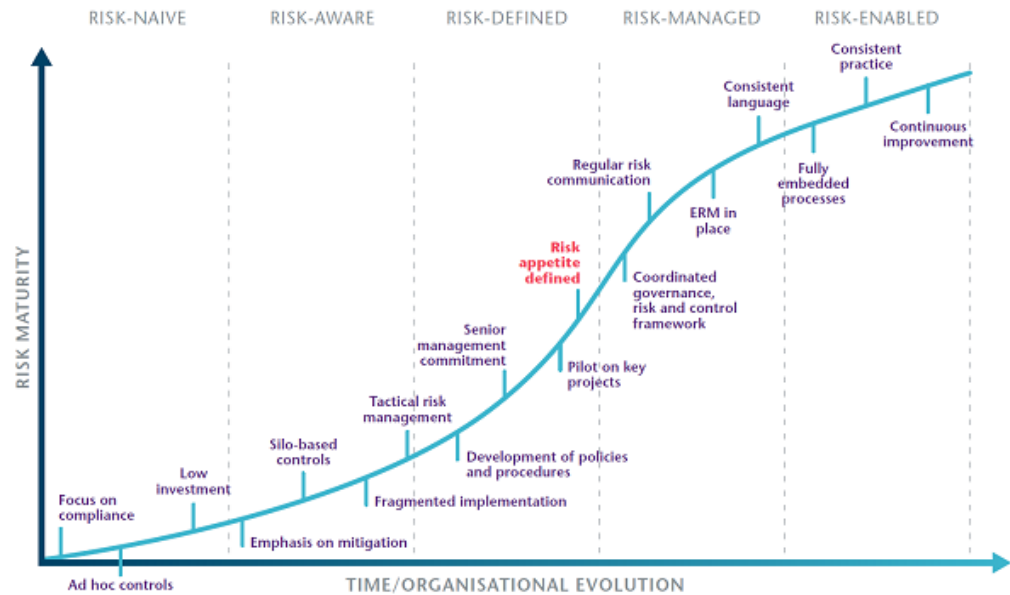 RISK-NAIVE
RISK-AWARE
RISK-DEFINED
RISK-MANAGED
RISK-ENABLED
Consistent
practice
Consistent
language
Continuous
improvement
Regular risk
communication
Fully
embedded
processes
ERM in
place
Risk
appetite
defined
Coordinated
governance,
risk and control
framework
Senior
management
commitment
Pilot on key
projects
Tactical risk
management
Development of policies
and procedures
Silo-based
controls
Fragmented implementation
Low
investment
Emphasis on mitigation
Focus on
compliance
Ad hoc controls
RISK MATURITY
TIME/ORGANISATIONAL EVOLUTION